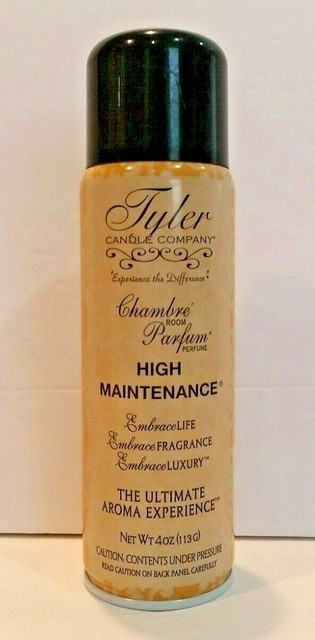 Tyler
CANDLE COMPANY®
"Experience the Difference"
Chambré
ROOM
Parfum®
PERFUME
HIGH
MAINTENANCE®
EmbraceLIFE
EmbraceFRAGRANCE
EmbraceLUXURY™
THE ULTIMATE
AROMA EXPERIENCE™
NET WT 4OZ (113G)
CAUTION. CONTENTS UNDER PRESSURE
READ CAUTION ON BACK PANEL CAREFULLY